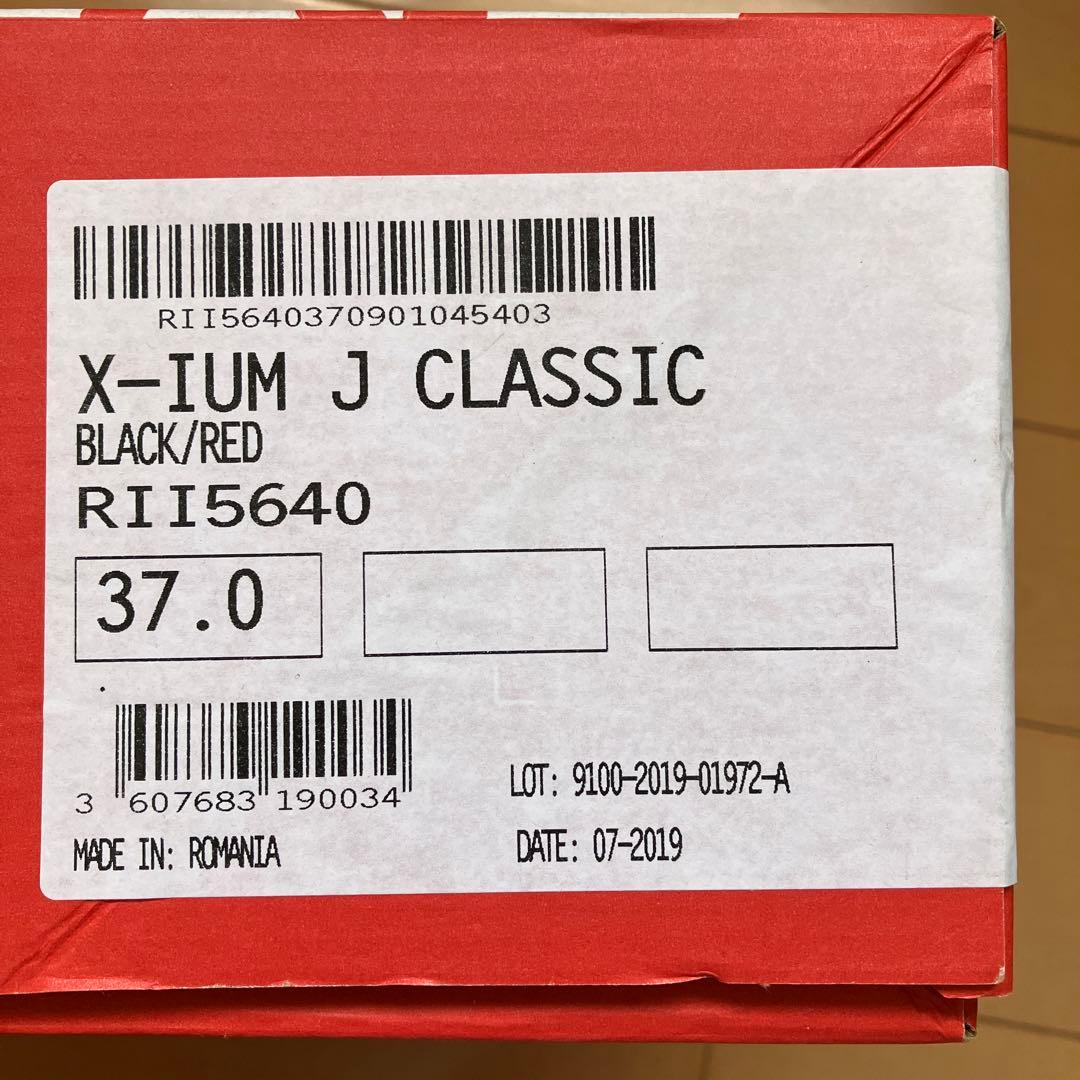 RII5640370901045403
X-IUM J CLASSIC
BLACK/RED
RII5640
37.0
3 607683 190034
LOT: 9100-2019-01972-A
MADE IN: ROMANIA
DATE: 07-2019